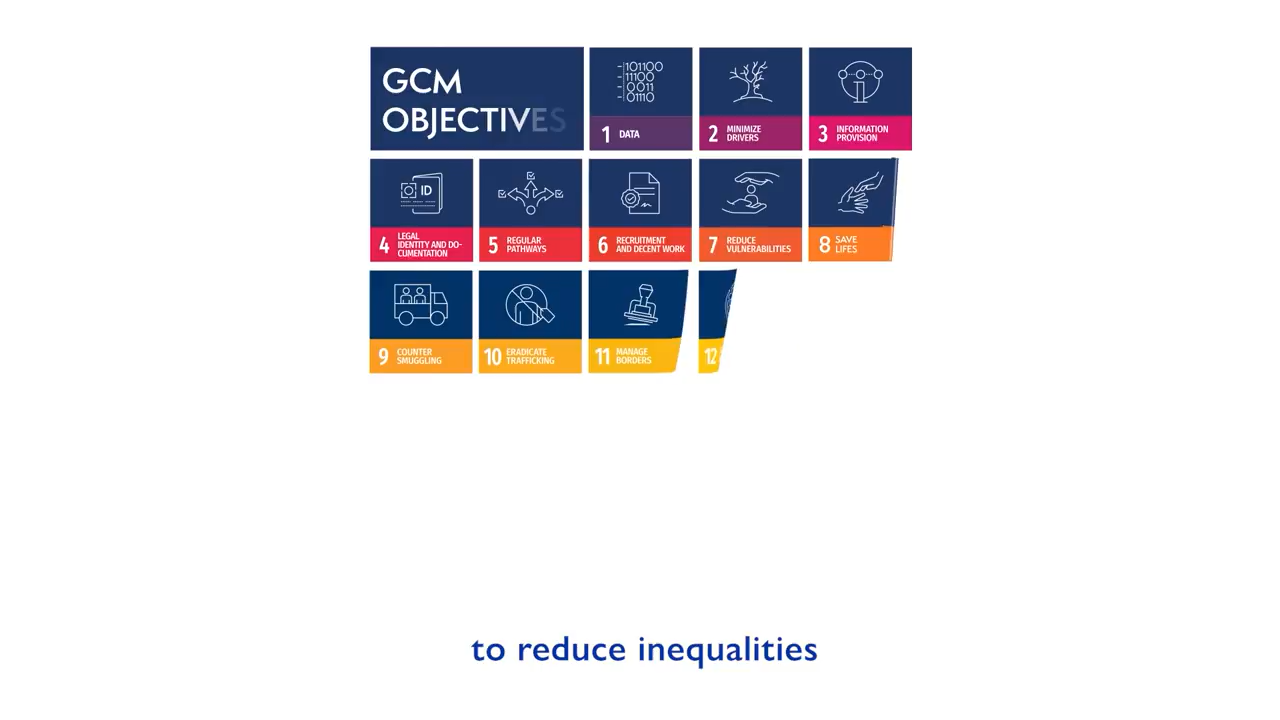 GCM
OBJECTIVES
101100
11100
0011
01110
1 DATA
2 MINIMIZE
DRIVERS
3 INFORMATION
PROVISION
ID
4 LEGAL
IDENTITY AND DO-
CUMENTATION
5 REGULAR
PATHWAYS
6 RECRUITMENT
AND DECENT WORK
7 REDUCE
VULNERABILITIES
8 SAVE
LIFES
9 COUNTER
SMUGGLING
10 ERADICATE
TRAFFICKING
11 MANAGE
BORDERS
12
to reduce inequalities